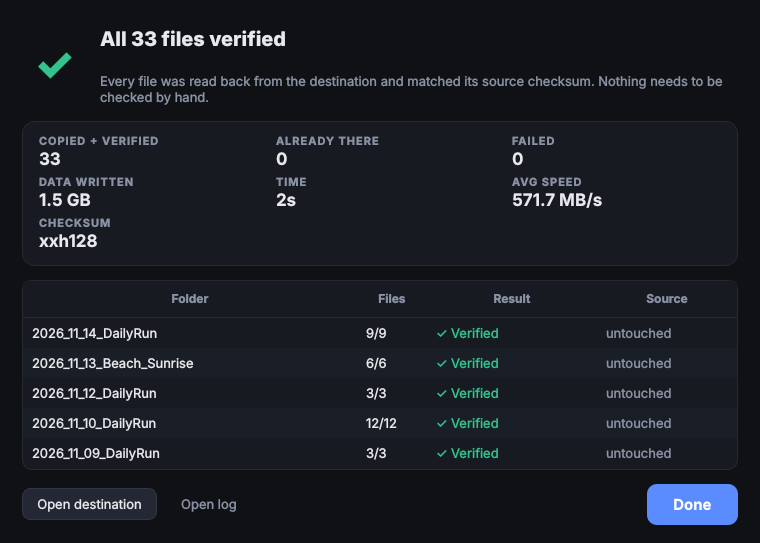 All 33 files verified
Every file was read back from the destination and matched its source checksum. Nothing needs to be
checked by hand.
COPIED + VERIFIED ALREADY THERE FAILED
33 0 0
DATA WRITTEN TIME AVG SPEED
1.5 GB 2s 571.7 MB/s
CHECKSUM
xxh128
Folder Files Result Source
2026_11_14_DailyRun 9/9 ✓ Verified untouched
2026_11_13_Beach_Sunrise 6/6 ✓ Verified untouched
2026_11_12_DailyRun 3/3 ✓ Verified untouched
2026_11_10_DailyRun 12/12 ✓ Verified untouched
2026_11_09_DailyRun 3/3 ✓ Verified untouched
Open destination Open log Done